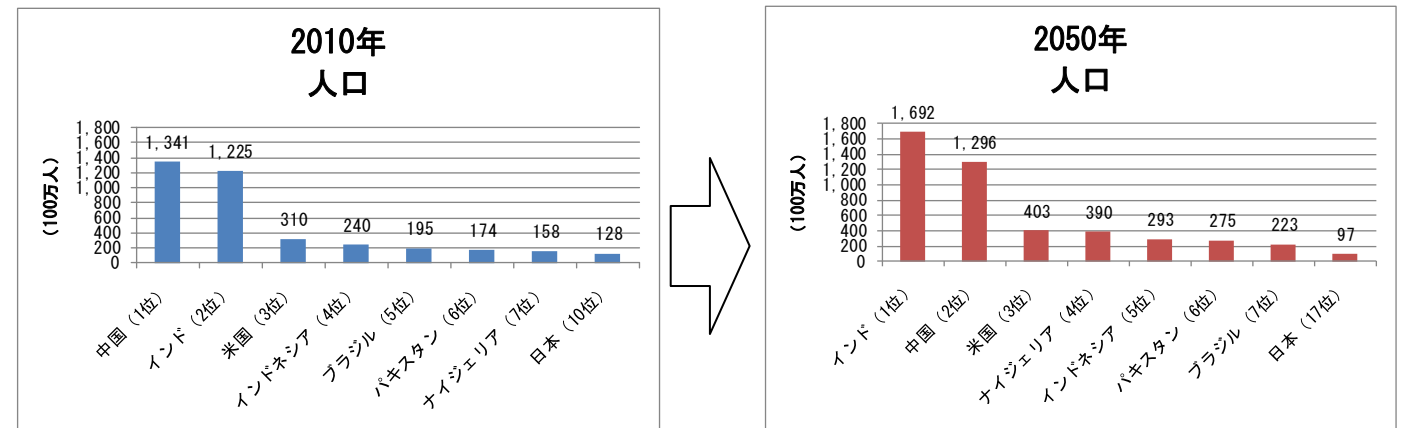 2010年
人口
(100万人)
1,800
1,600
1,400
1,200
1,000
800
600
400
200
0
1,341
1,225
310
240
195
174
158
128
中国（1位）
インド（2位）
米国（3位）
インドネシア（4位）
ブラジル（5位）
パキスタン（6位）
ナイジェリア（7位）
日本（10位）
2050年
人口
(100万人)
1,800
1,600
1,400
1,200
1,000
800
600
400
200
0
1,692
1,296
403
390
293
275
223
97
インド（1位）
中国（2位）
米国（3位）
ナイジェリア（4位）
インドネシア（5位）
パキスタン（6位）
ブラジル（7位）
日本（17位）